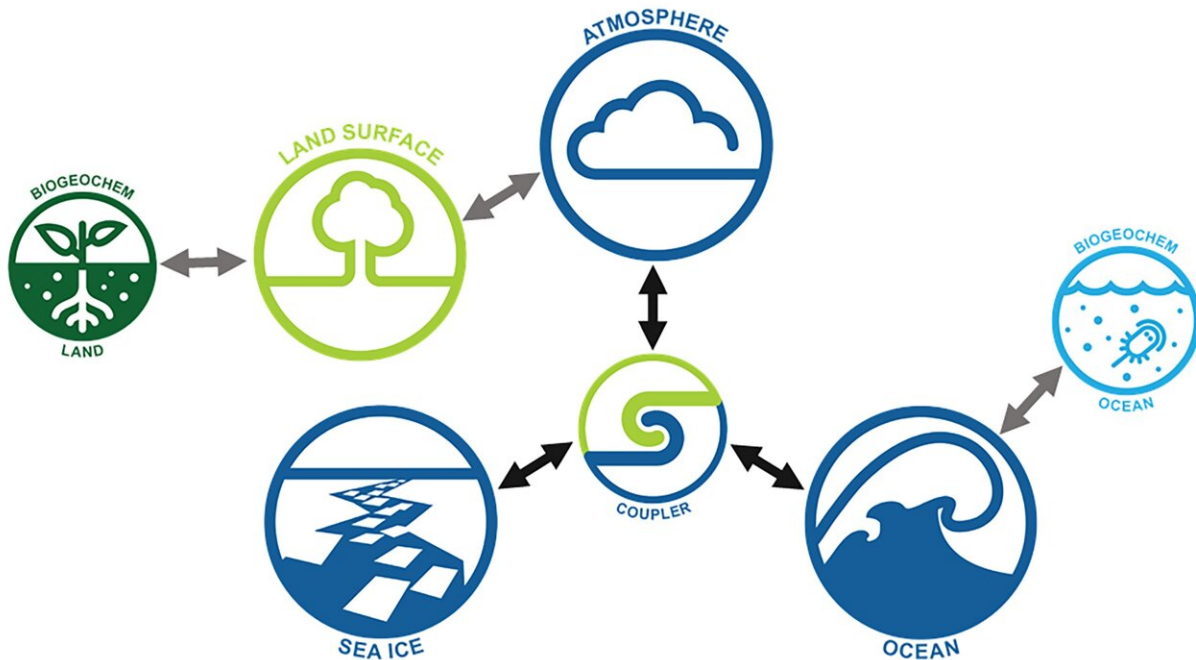 ATMOSPHERE
LAND SURFACE
BIOGEOCHEM
LAND
BIOGEOCHEM
OCEAN
COUPLER
SEA ICE
OCEAN